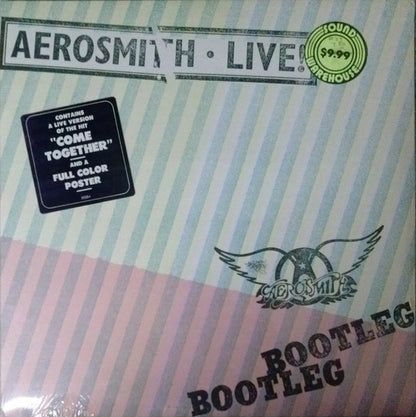 AEROSMITH • LIVE!
SOUND
$9.99
WAREHOUSE
CONTAINS
A LIVE VERSION
OF THE HIT
"COME
TOGETHER"
AND A
FULL COLOR
POSTER
AEROSMITH
BOOTLEG
BOOTLEG